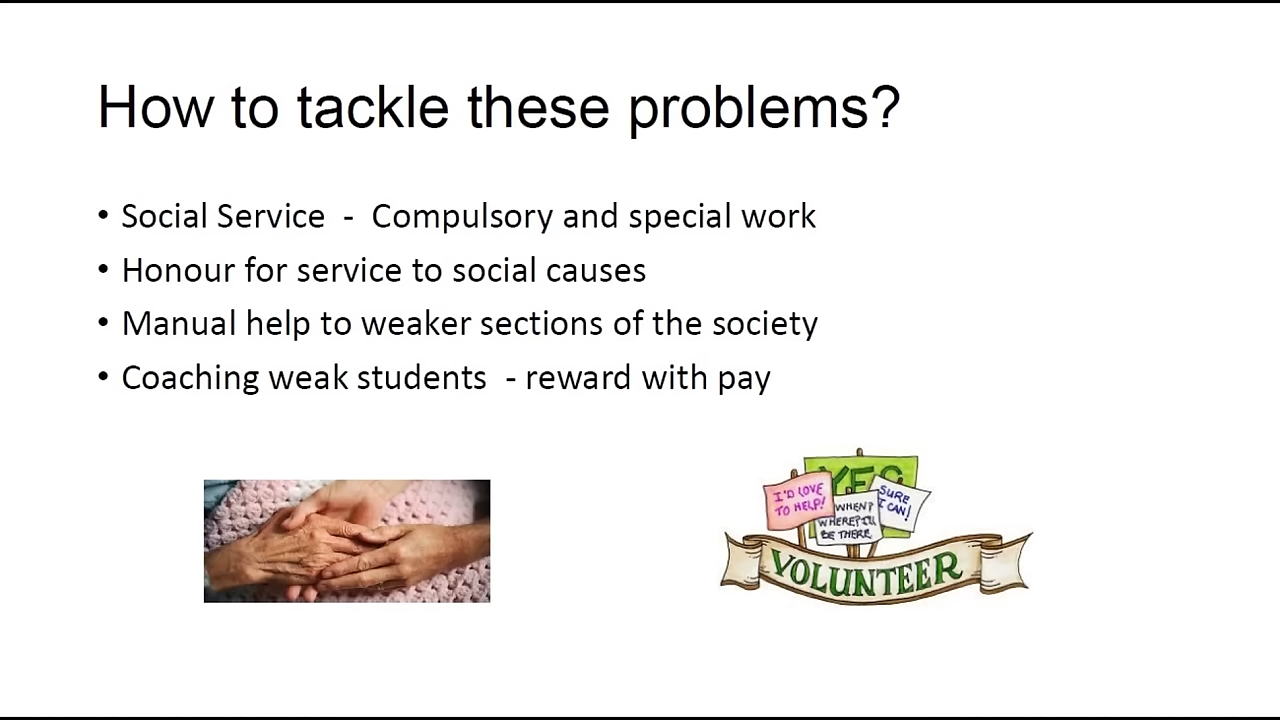 How to tackle these problems?
• Social Service - Compulsory and special work
• Honour for service to social causes
• Manual help to weaker sections of the society
• Coaching weak students - reward with pay
YES
I'D LOVE
TO HELP!
SURE
I CAN!
WHEN?
WHERE? I'LL
BE THERE
VOLUNTEER